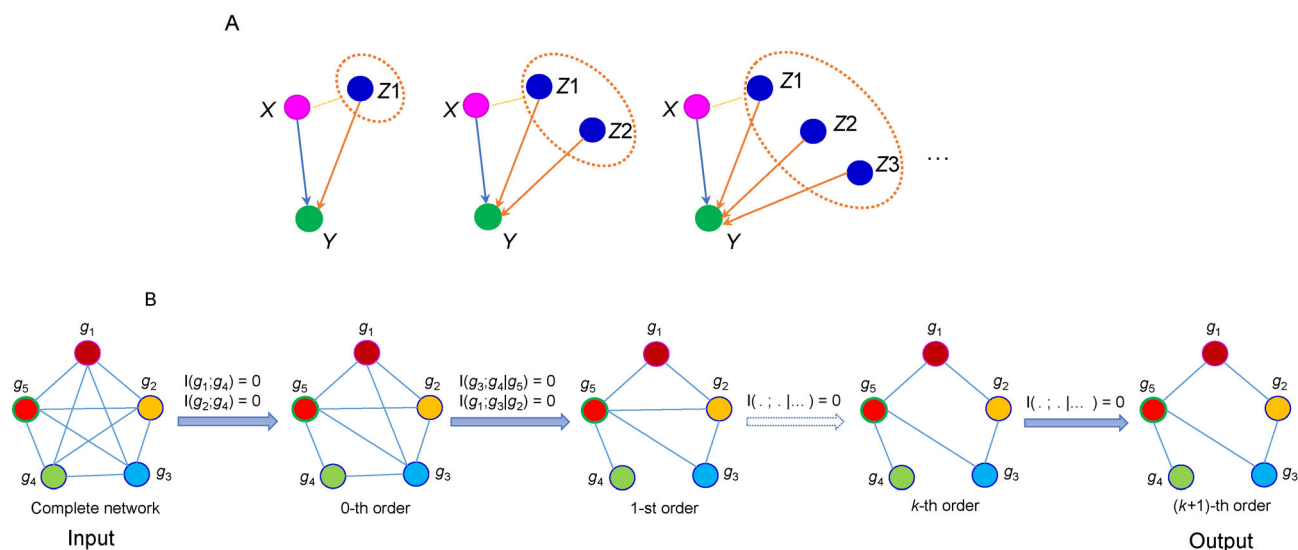 A
X
Z1
Y
X
Z1
Z2
Y
X
Z1
Z2
Z3
Y
...
B
g1
g2
g3
g4
g5
Complete network
Input
I(g1;g4) = 0
I(g2;g4) = 0
g1
g2
g3
g4
g5
0-th order
I(g3;g4|g5) = 0
I(g1;g3|g2) = 0
g1
g2
g3
g4
g5
1-st order
I(. ; . |...) = 0
g1
g2
g3
g4
g5
k-th order
I(. ; . |... ) = 0
g1
g2
g3
g4
g5
(k+1)-th order
Output